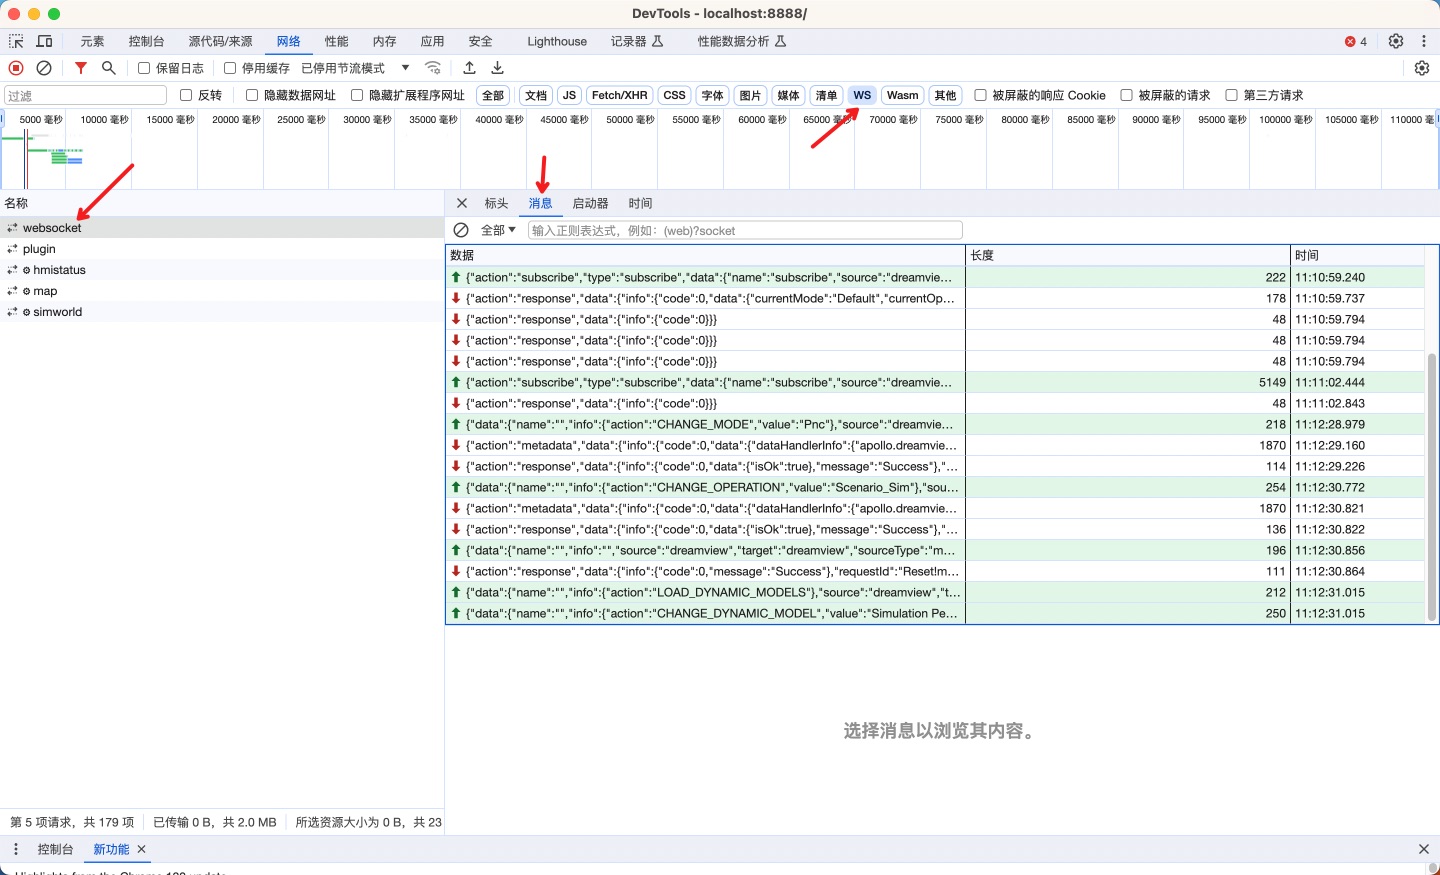 DevTools - localhost:8888/
元素 控制台 源代码/来源 网络 性能 内存 应用 安全 Lighthouse 记录器 性能数据分析 4
保留日志 停用缓存 已停用节流模式
过滤 反转 隐藏数据网址 隐藏扩展程序网址 全部 文档 JS Fetch/XHR CSS 字体 图片 媒体 清单 WS Wasm 其他 被屏蔽的响应 Cookie 被屏蔽的请求 第三方请求
5000 毫秒 10000 毫秒 15000 毫秒 20000 毫秒 25000 毫秒 30000 毫秒 35000 毫秒 40000 毫秒 45000 毫秒 50000 毫秒 55000 毫秒 60000 毫秒 65000 毫秒 70000 毫秒 75000 毫秒 80000 毫秒 85000 毫秒 90000 毫秒 95000 毫秒 100000 毫秒 105000 毫秒 110000 毫
名称
websocket
plugin
hmistatus
map
simworld
标头 消息 启动器 时间
全部 输入正则表达式，例如：(web)?socket
数据 长度 时间
{"action":"subscribe","type":"subscribe","data":{"name":"subscribe","source":"dreamvie... 222 11:10:59.240
{"action":"response","data":{"info":{"code":0,"data":{"currentMode":"Default","currentOp... 178 11:10:59.737
{"action":"response","data":{"info":{"code":0}}} 48 11:10:59.794
{"action":"response","data":{"info":{"code":0}}} 48 11:10:59.794
{"action":"response","data":{"info":{"code":0}}} 48 11:10:59.794
{"action":"subscribe","type":"subscribe","data":{"name":"subscribe","source":"dreamvie... 5149 11:11:02.444
{"action":"response","data":{"info":{"code":0}}} 48 11:11:02.843
{"data":{"name":"","info":{"action":"CHANGE_MODE","value":"Pnc"},"source":"dreamvie... 218 11:12:28.979
{"action":"metadata","data":{"info":{"code":0,"data":{"dataHandlerInfo":{"apollo.dreamvie... 1870 11:12:29.160
{"action":"response","data":{"info":{"code":0,"data":{"isOk":true},"message":"Success"},"... 114 11:12:29.226
{"data":{"name":"","info":{"action":"CHANGE_OPERATION","value":"Scenario_Sim"},"sou... 254 11:12:30.772
{"action":"metadata","data":{"info":{"code":0,"data":{"dataHandlerInfo":{"apollo.dreamvie... 1870 11:12:30.821
{"action":"response","data":{"info":{"code":0,"data":{"isOk":true},"message":"Success"},"... 136 11:12:30.822
{"data":{"name":"","info":"","source":"dreamview","target":"dreamview","sourceType":"m... 196 11:12:30.856
{"action":"response","data":{"info":{"code":0,"message":"Success"},"requestId":"Reset!m... 111 11:12:30.864
{"data":{"name":"","info":{"action":"LOAD_DYNAMIC_MODELS"},"source":"dreamview","t... 212 11:12:31.015
{"data":{"name":"","info":{"action":"CHANGE_DYNAMIC_MODEL","value":"Simulation Pe... 250 11:12:31.015
选择消息以浏览其内容。
第 5 项请求，共 179 项 已传输 0 B，共 2.0 MB 所选资源大小为 0 B，共 23
控制台 新功能